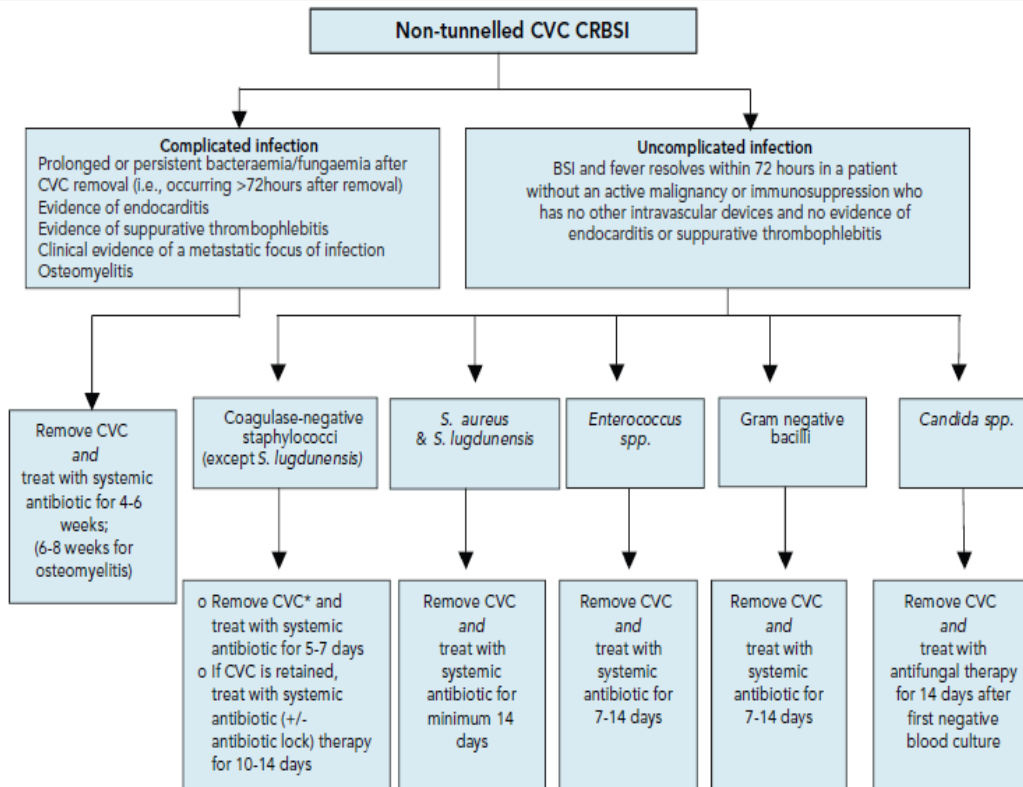 Non-tunnelled CVC CRBSI
Complicated infection
Prolonged or persistent bacteraemia/fungaemia after
CVC removal (i.e., occurring >72hours after removal)
Evidence of endocarditis
Evidence of suppurative thrombophlebitis
Clinical evidence of a metastatic focus of infection
Osteomyelitis
Uncomplicated infection
BSI and fever resolves within 72 hours in a patient
without an active malignancy or immunosuppression who
has no other intravascular devices and no evidence of
endocarditis or suppurative thrombophlebitis
Remove CVC
and
treat with systemic
antibiotic for 4-6
weeks;
(6-8 weeks for
osteomyelitis)
Coagulase-negative
staphylococci
(except S. lugdunensis)
S. aureus
& S. lugdunensis
Enterococcus
spp.
Gram negative
bacilli
Candida spp.
o Remove CVC* and
treat with systemic
antibiotic for 5-7 days
o If CVC is retained,
treat with systemic
antibiotic (+/-
antibiotic lock) therapy
for 10-14 days
Remove CVC
and
treat with
systemic
antibiotic for
minimum 14
days
Remove CVC
and
treat with
systemic
antibiotic for
7-14 days
Remove CVC
and
treat with
systemic
antibiotic for
7-14 days
Remove CVC
and
treat with
antifungal therapy
for 14 days after
first negative
blood culture